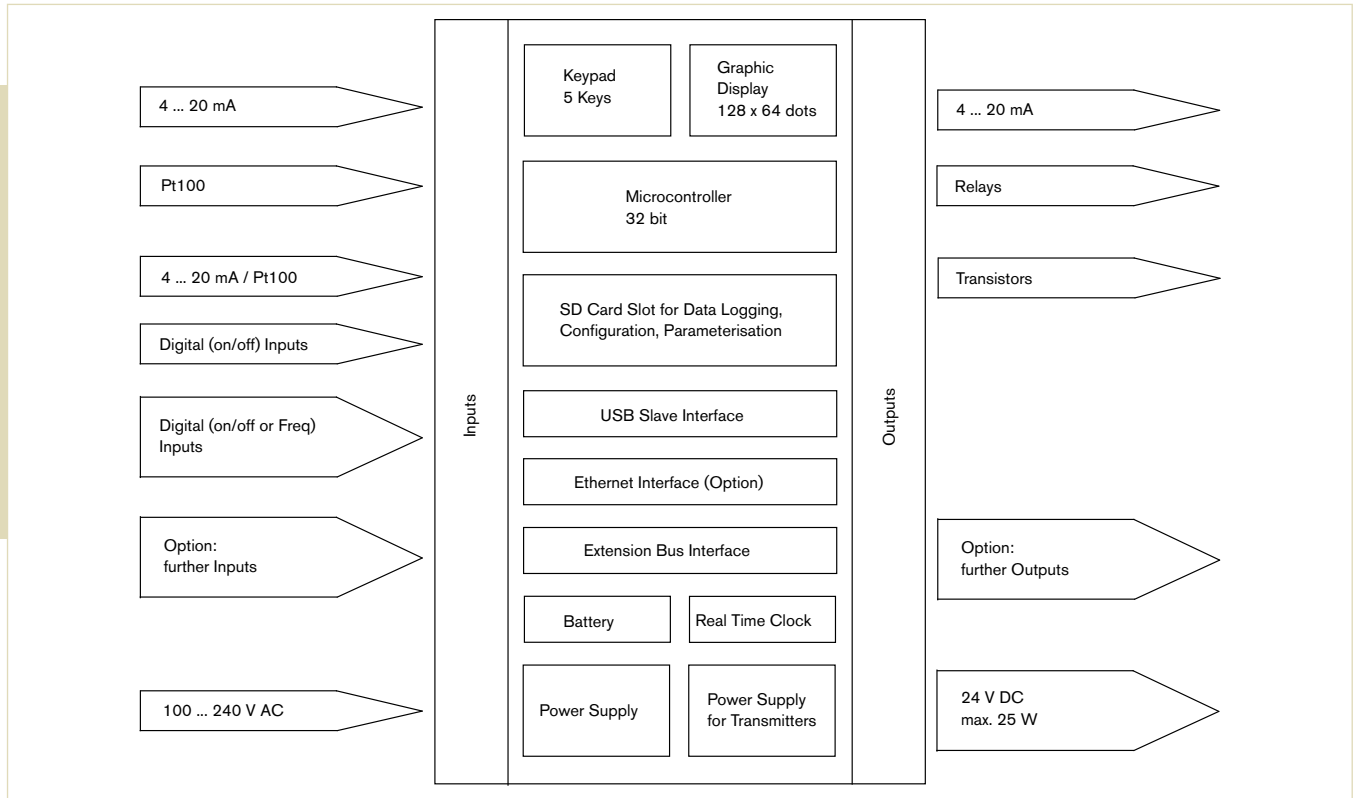 4 ... 20 mA
Pt100
4 ... 20 mA / Pt100
Digital (on/off) Inputs
Digital (on/off or Freq)
Inputs
Option:
further Inputs
100 ... 240 V AC
Inputs
Keypad
5 Keys
Graphic
Display
128 x 64 dots
Microcontroller
32 bit
SD Card Slot for Data Logging,
Configuration, Parameterisation
USB Slave Interface
Ethernet Interface (Option)
Extension Bus Interface
Battery
Real Time Clock
Power Supply
Power Supply
for Transmitters
Outputs
4 ... 20 mA
Relays
Transistors
Option:
further Outputs
24 V DC
max. 25 W